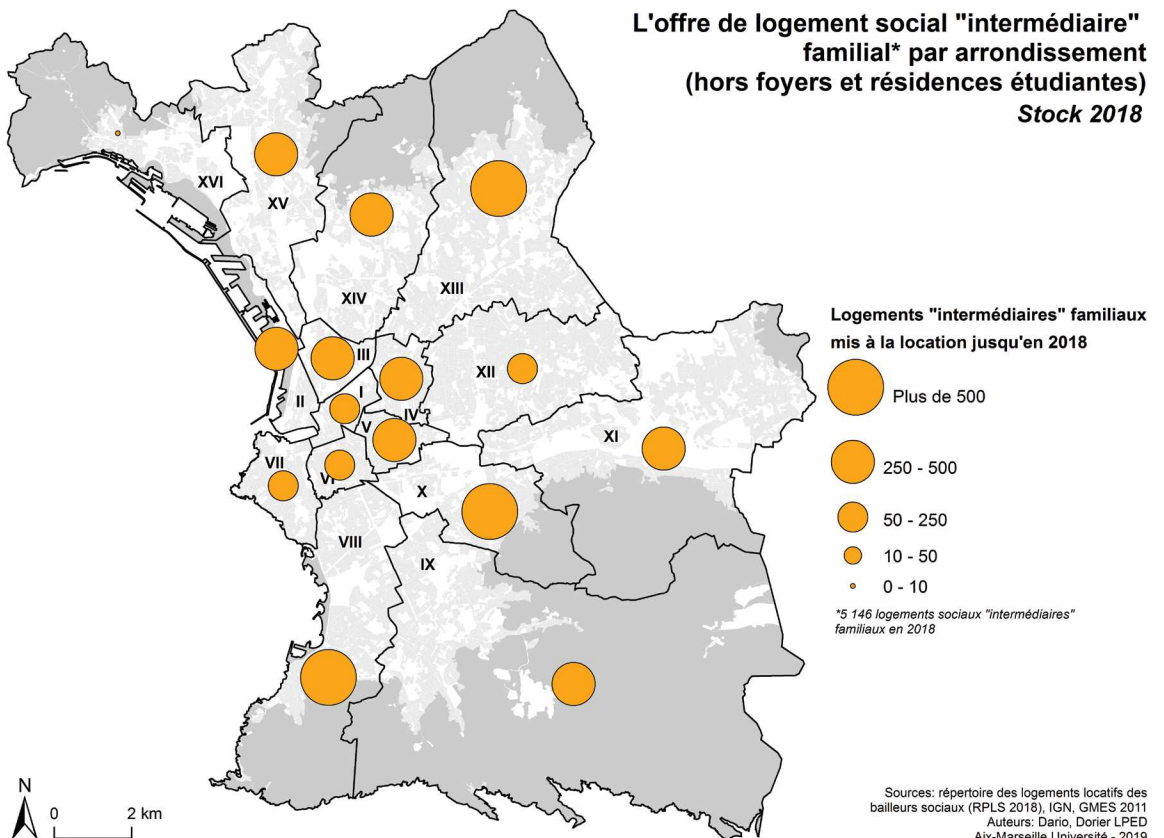 L'offre de logement social "intermédiaire"
familial* par arrondissement
(hors foyers et résidences étudiantes)
Stock 2018
XVI
XV
XIV
XIII
III
XII
II
I
IV
V
XI
VII
VI
X
VIII
IX
Logements "intermédiaires" familiaux
mis à la location jusqu'en 2018
Plus de 500
250 - 500
50 - 250
10 - 50
0 - 10
*5 146 logements sociaux "intermédiaires"
familiaux en 2018
N
0 2 km
Sources: répertoire des logements locatifs des
bailleurs sociaux (RPLS 2018), IGN, GMES 2011
Auteurs: Dario, Dorier LPED
Aix-Marseille Université - 2019